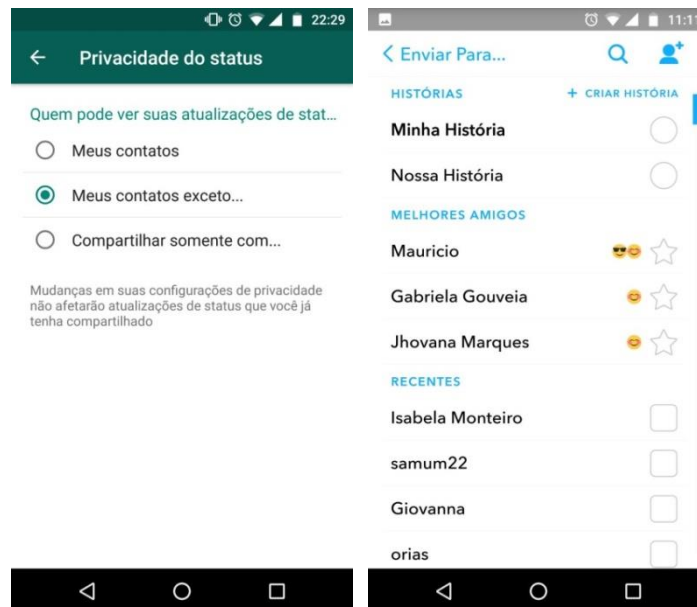 22:29
Privacidade do status
Quem pode ver suas atualizações de stat...
Meus contatos
Meus contatos exceto...
Compartilhar somente com...
Mudanças em suas configurações de privacidade
não afetarão atualizações de status que você já
tenha compartilhado
11:11
Enviar Para...
HISTÓRIAS
+ CRIAR HISTÓRIA
Minha História
Nossa História
MELHORES AMIGOS
Mauricio
Gabriela Gouveia
Jhovana Marques
RECENTES
Isabela Monteiro
samum22
Giovanna
orias